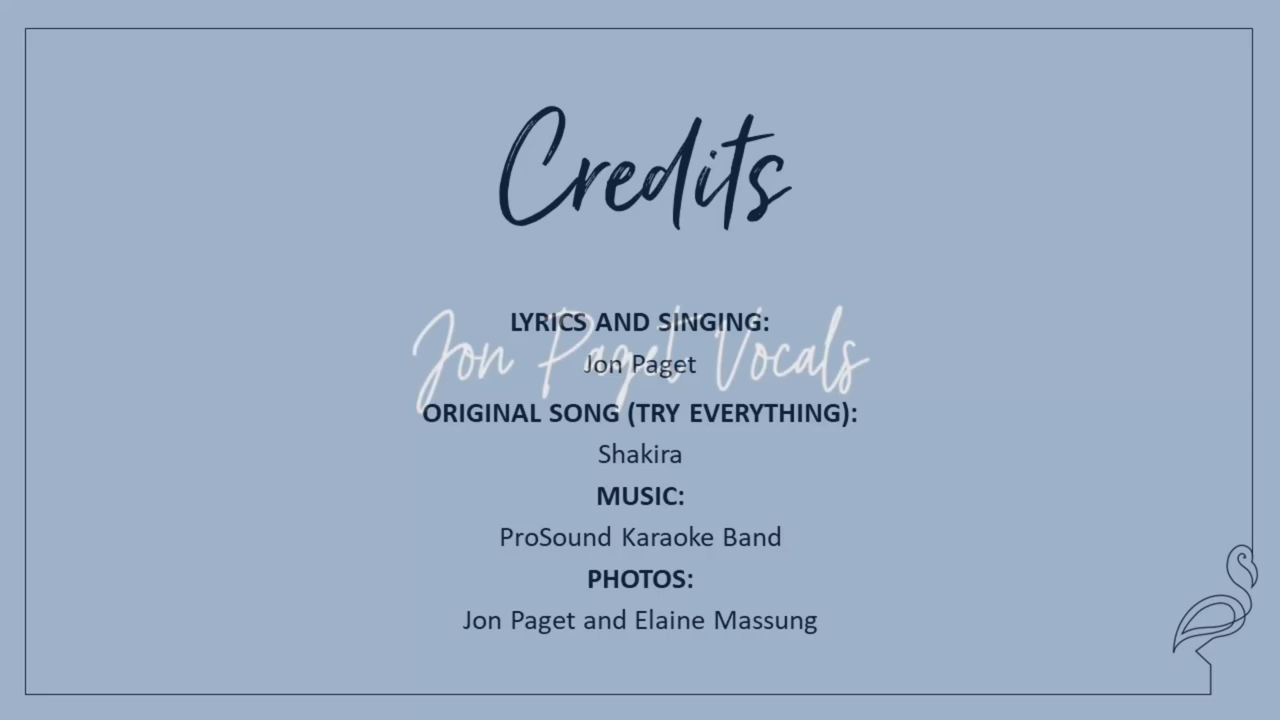 Credits
LYRICS AND SINGING:
Jon Paget Vocals
Jon Paget
ORIGINAL SONG (TRY EVERYTHING):
Shakira
MUSIC:
ProSound Karaoke Band
PHOTOS:
Jon Paget and Elaine Massung